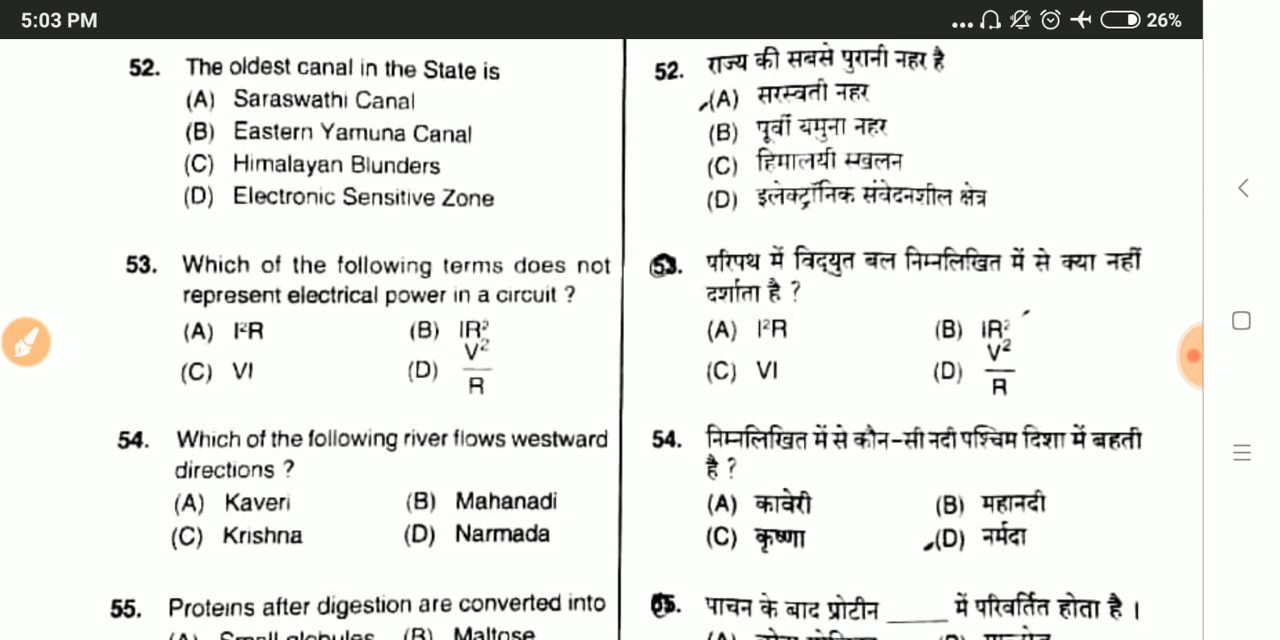 5:03 PM
26%
52. The oldest canal in the State is
(A) Saraswathi Canal
(B) Eastern Yamuna Canal
(C) Himalayan Blunders
(D) Electronic Sensitive Zone
53. Which of the following terms does not
represent electrical power in a circuit ?
(A) I²R (B) IR²
(C) VI (D) V²/R
54. Which of the following river flows westward
directions ?
(A) Kaveri (B) Mahanadi
(C) Krishna (D) Narmada
55. Proteins after digestion are converted into
(A) Small globules (B) Maltose
52. राज्य की सबसे पुरानी नहर है
(A) सरस्वती नहर
(B) पूर्वी यमुना नहर
(C) हिमालयी स्खलन
(D) इलेक्ट्रॉनिक संवेदनशील क्षेत्र
53. परिपथ में विद्युत बल निम्नलिखित में से क्या नहीं
दर्शाता है ?
(A) I²R (B) IR²
(C) VI (D) V²/R
54. निम्नलिखित में से कौन-सी नदी पश्चिम दिशा में बहती
है ?
(A) कावेरी (B) महानदी
(C) कृष्णा (D) नर्मदा
55. पाचन के बाद प्रोटीन ____ में परिवर्तित होता है ।